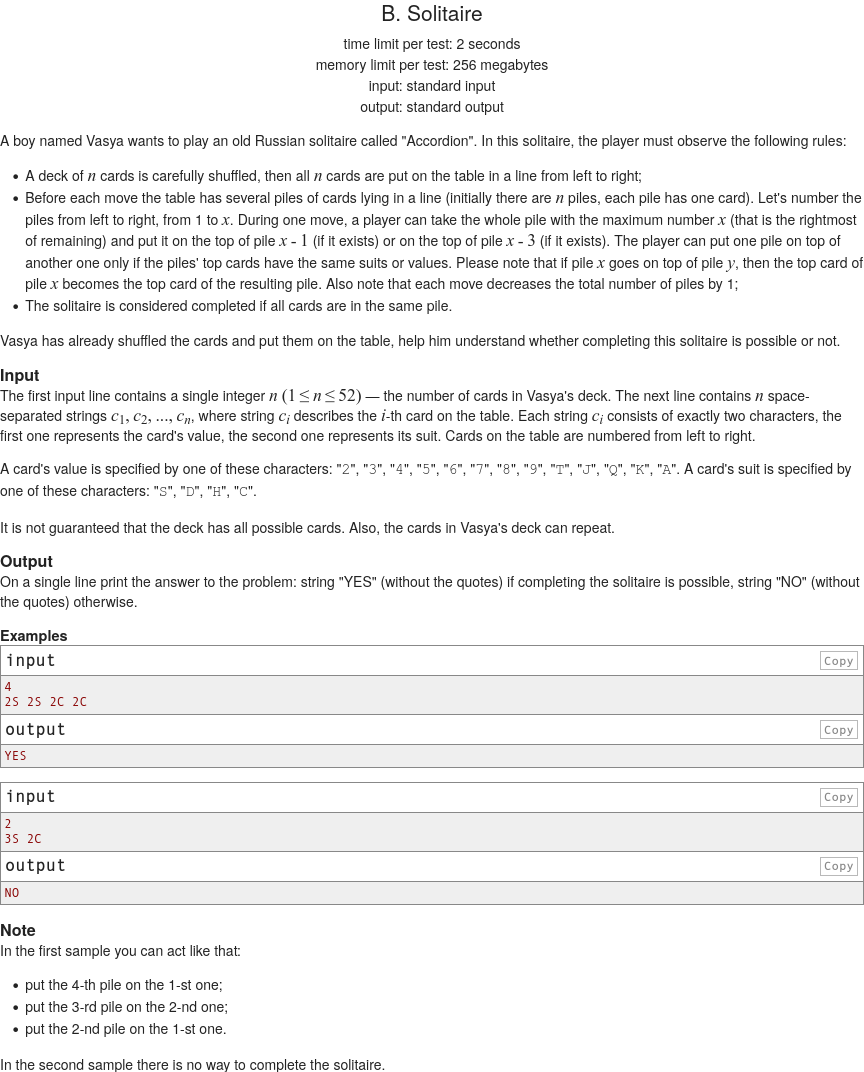 B. Solitaire
time limit per test: 2 seconds
memory limit per test: 256 megabytes
input: standard input
output: standard output
A boy named Vasya wants to play an old Russian solitaire called "Accordion". In this solitaire, the player must observe the following rules:
• A deck of n cards is carefully shuffled, then all n cards are put on the table in a line from left to right;
• Before each move the table has several piles of cards lying in a line (initially there are n piles, each pile has one card). Let's number the
piles from left to right, from 1 to x. During one move, a player can take the whole pile with the maximum number x (that is the rightmost
of remaining) and put it on the top of pile x - 1 (if it exists) or on the top of pile x - 3 (if it exists). The player can put one pile on top of
another one only if the piles' top cards have the same suits or values. Please note that if pile x goes on top of pile y, then the top card of
pile x becomes the top card of the resulting pile. Also note that each move decreases the total number of piles by 1;
• The solitaire is considered completed if all cards are in the same pile.
Vasya has already shuffled the cards and put them on the table, help him understand whether completing this solitaire is possible or not.
Input
The first input line contains a single integer n (1 ≤ n ≤ 52) — the number of cards in Vasya's deck. The next line contains n space-
separated strings c₁, c₂, ..., cₙ, where string cᵢ describes the i-th card on the table. Each string cᵢ consists of exactly two characters, the
first one represents the card's value, the second one represents its suit. Cards on the table are numbered from left to right.
A card's value is specified by one of these characters: "2", "3", "4", "5", "6", "7", "8", "9", "T", "J", "Q", "K", "A". A card's suit is specified by
one of these characters: "S", "D", "H", "C".
It is not guaranteed that the deck has all possible cards. Also, the cards in Vasya's deck can repeat.
Output
On a single line print the answer to the problem: string "YES" (without the quotes) if completing the solitaire is possible, string "NO" (without
the quotes) otherwise.
Examples
input Copy
4
2S 2S 2C 2C
output Copy
YES
input Copy
2
3S 2C
output Copy
NO
Note
In the first sample you can act like that:
• put the 4-th pile on the 1-st one;
• put the 3-rd pile on the 2-nd one;
• put the 2-nd pile on the 1-st one.
In the second sample there is no way to complete the solitaire.